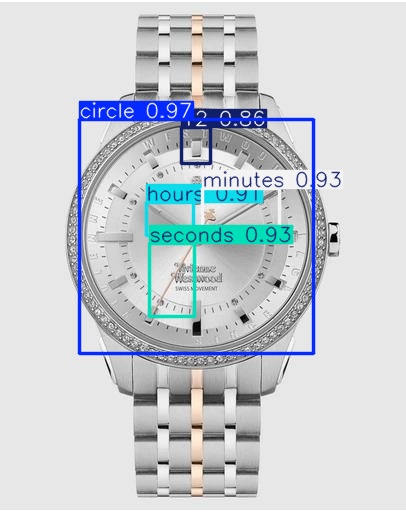 circle 0.97
12 0.86
minutes 0.93
hours 0.91
seconds 0.93
Vivienne
Westwood
SWISS MOVEMENT